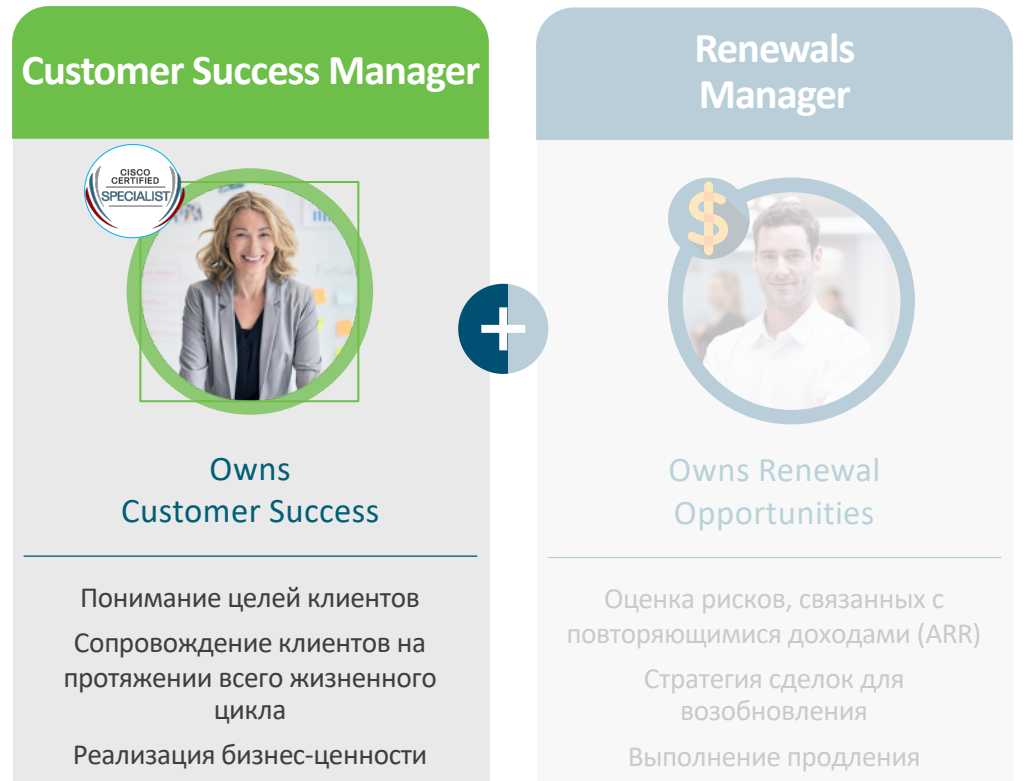 Customer Success Manager
CISCO
CERTIFIED
SPECIALIST
Owns
Customer Success
Понимание целей клиентов
Сопровождение клиентов на
протяжении всего жизненного
цикла
Реализация бизнес-ценности
+
Renewals
Manager
$
Owns Renewal
Opportunities
Оценка рисков, связанных с
повторяющимися доходами (ARR)
Стратегия сделок для
возобновления
Выполнение продления